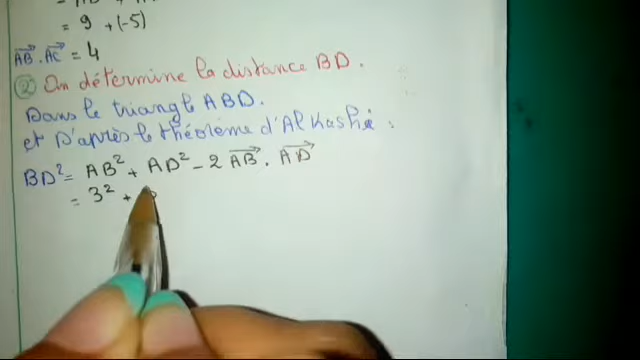 = 9 + (-5)
AB . AC = 4
② On détermine la distance BD.
Dans le triangle ABD.
et D'après le théorème d'Al Kashi :
BD² = AB² + AD² - 2 AB . AD
= 3² +